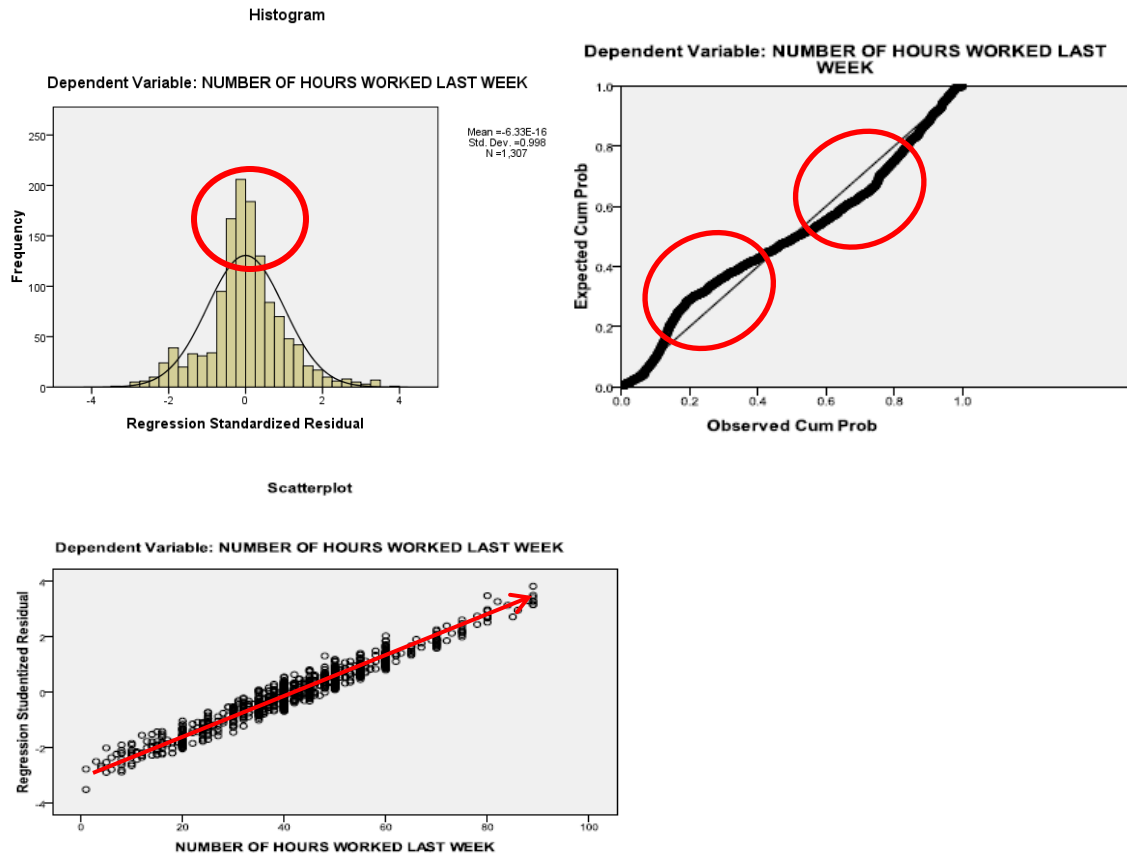 Histogram
Dependent Variable: NUMBER OF HOURS WORKED LAST WEEK
Mean =-6.33E-16
Std. Dev. =0.998
N =1,307
250
200
150
100
50
0
Frequency
-4
-2
0
2
4
Regression Standardized Residual
Dependent Variable: NUMBER OF HOURS WORKED LAST
WEEK
1.0
0.8
0.6
0.4
0.2
0.0
Expected Cum Prob
0.0
0.2
0.4
0.6
0.8
1.0
Observed Cum Prob
Scatterplot
Dependent Variable: NUMBER OF HOURS WORKED LAST WEEK
4
2
0
-2
-4
Regression Studentized Residual
0
20
40
60
80
100
NUMBER OF HOURS WORKED LAST WEEK